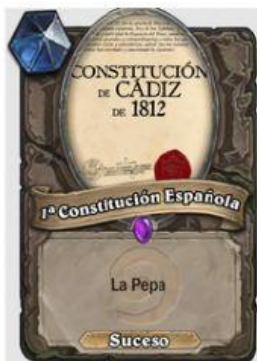 CONSTITUCIÓN
DE CÁDIZ
DE 1812
1ª Constitución Española
La Pepa
Suceso